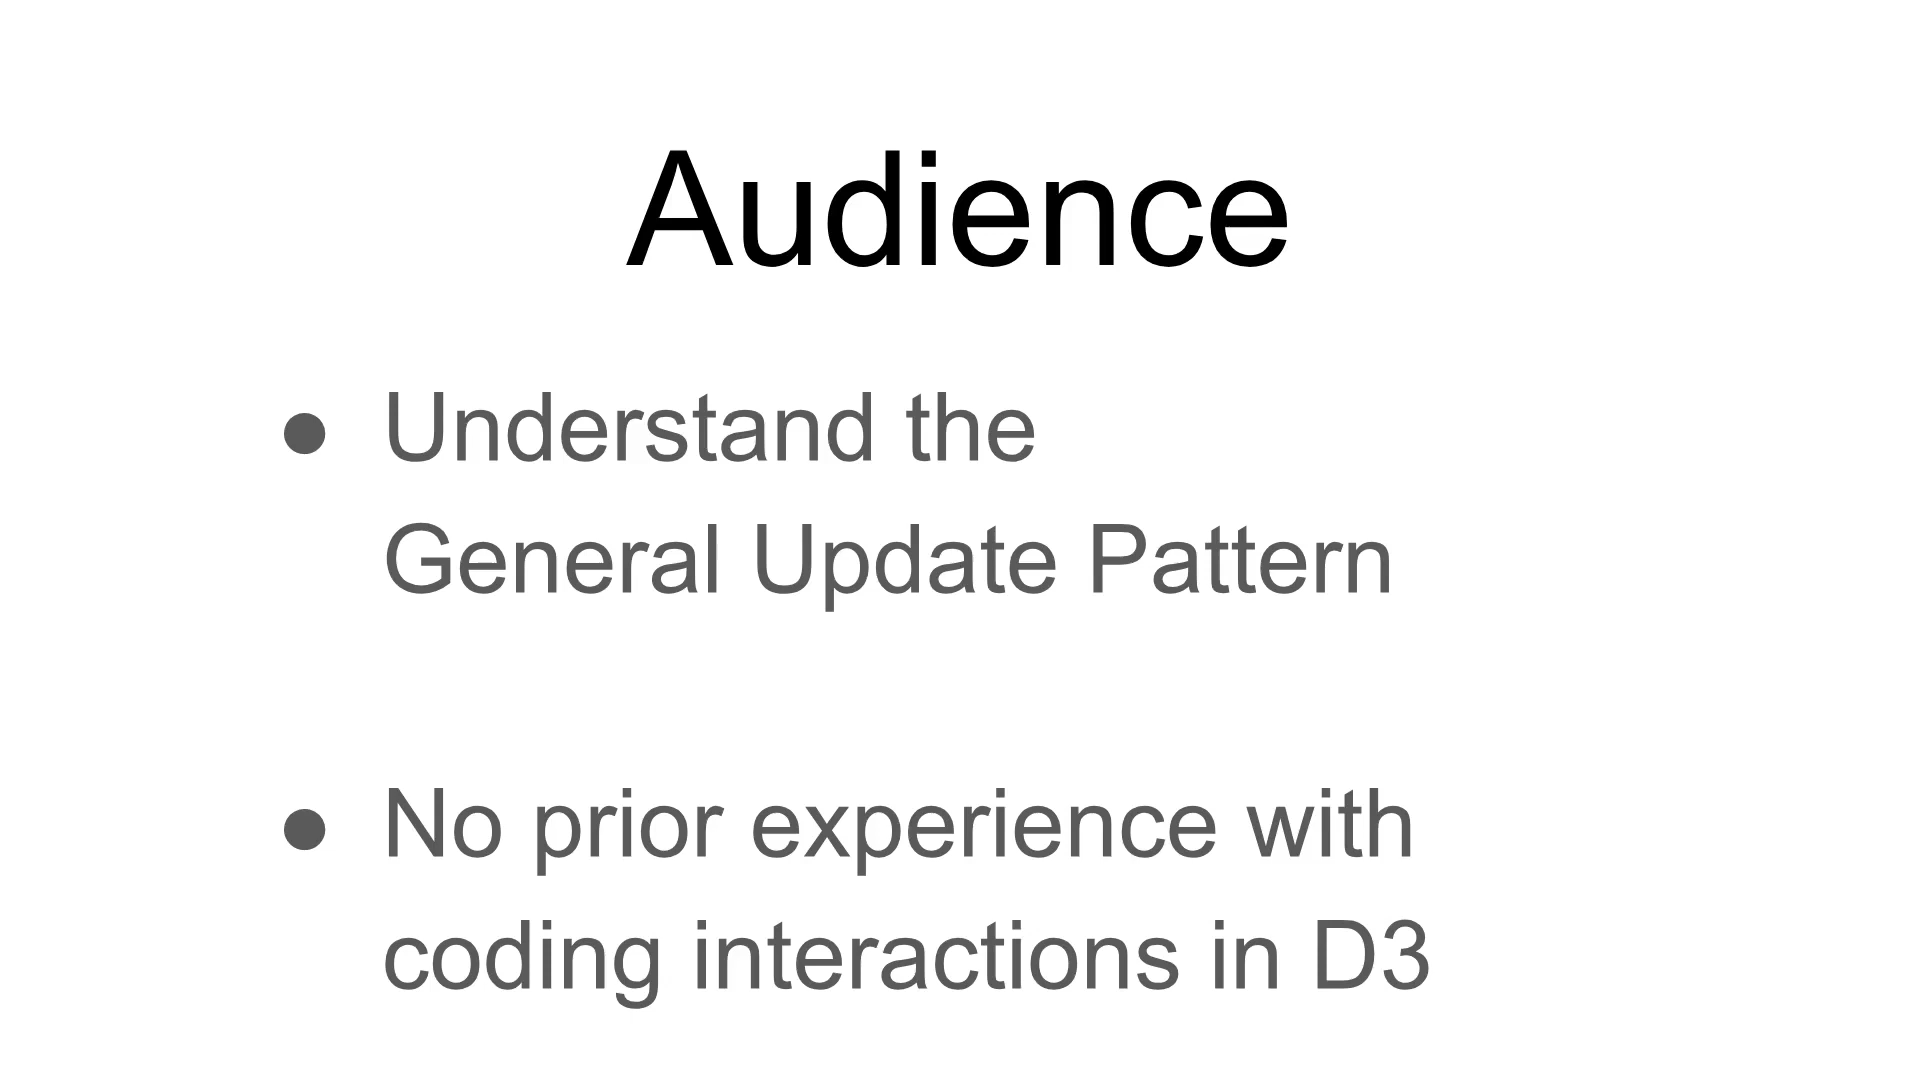 Audience
● Understand the
General Update Pattern
● No prior experience with
coding interactions in D3